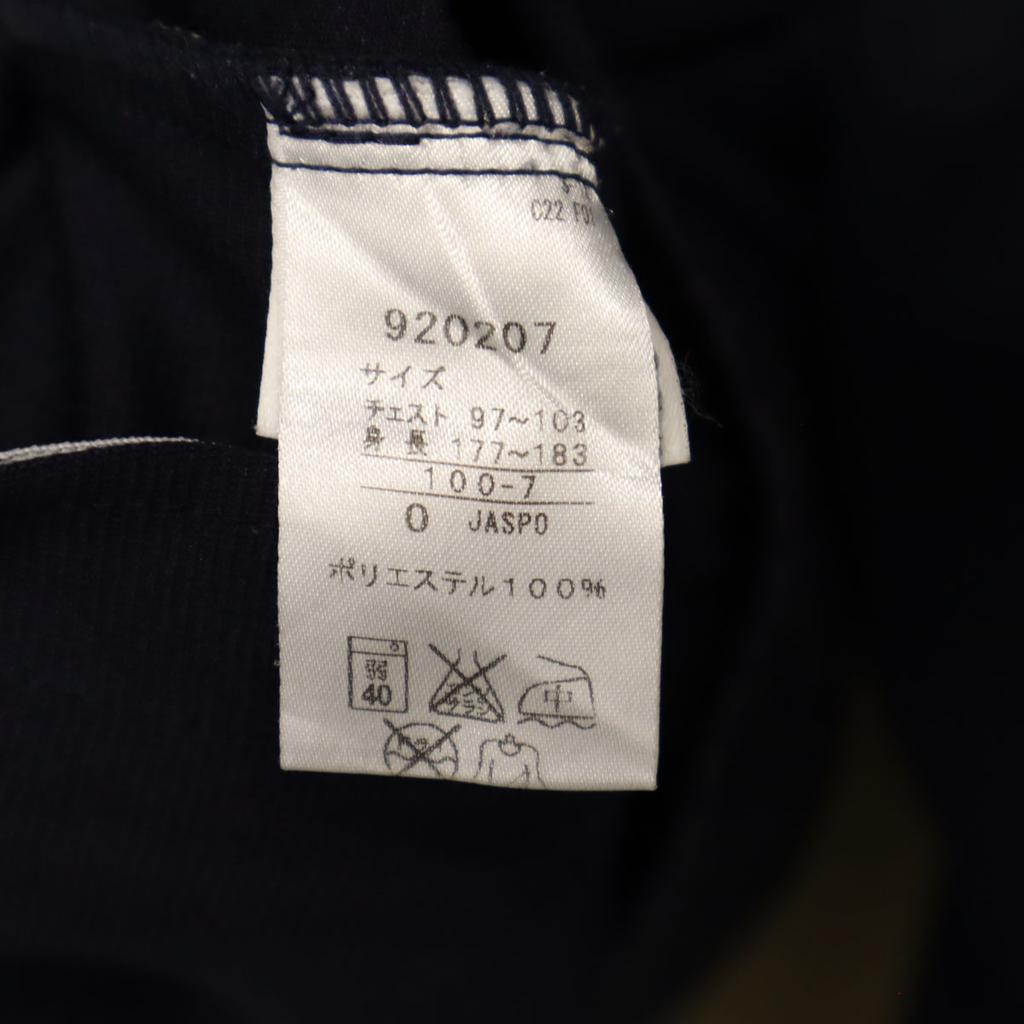 C22
920207
サイズ
チェスト 97~103
身長 177~183
100-7
O JASPO
ポリエステル100%
弱
40
中